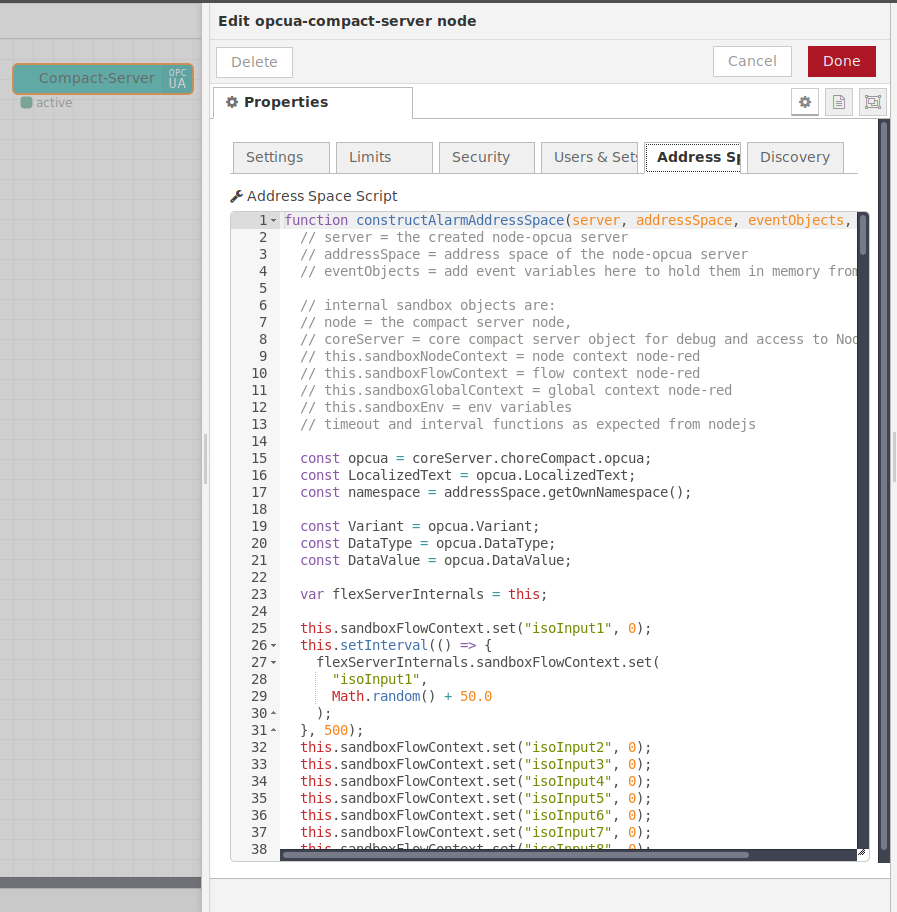 Edit opcua-compact-server node
Delete
Cancel
Done
Compact-Server
OPC
UA
active
Properties
Settings
Limits
Security
Users & Sets
Address Sp
Discovery
Address Space Script
1 function constructAlarmAddressSpace(server, addressSpace, eventObjects,
2 // server = the created node-opcua server
3 // addressSpace = address space of the node-opcua server
4 // eventObjects = add event variables here to hold them in memory from
5
6 // internal sandbox objects are:
7 // node = the compact server node,
8 // coreServer = core compact server object for debug and access to Nod
9 // this.sandboxNodeContext = node context node-red
10 // this.sandboxFlowContext = flow context node-red
11 // this.sandboxGlobalContext = global context node-red
12 // this.sandboxEnv = env variables
13 // timeout and interval functions as expected from nodejs
14
15 const opcua = coreServer.choreCompact.opcua;
16 const LocalizedText = opcua.LocalizedText;
17 const namespace = addressSpace.getOwnNamespace();
18
19 const Variant = opcua.Variant;
20 const DataType = opcua.DataType;
21 const DataValue = opcua.DataValue;
22
23 var flexServerInternals = this;
24
25 this.sandboxFlowContext.set("isoInput1", 0);
26 this.setInterval(() => {
27 flexServerInternals.sandboxFlowContext.set(
28 "isoInput1",
29 Math.random() + 50.0
30 );
31 }, 500);
32 this.sandboxFlowContext.set("isoInput2", 0);
33 this.sandboxFlowContext.set("isoInput3", 0);
34 this.sandboxFlowContext.set("isoInput4", 0);
35 this.sandboxFlowContext.set("isoInput5", 0);
36 this.sandboxFlowContext.set("isoInput6", 0);
37 this.sandboxFlowContext.set("isoInput7", 0);
38 this.sandboxFlowContext.set("isoInput8", 0);